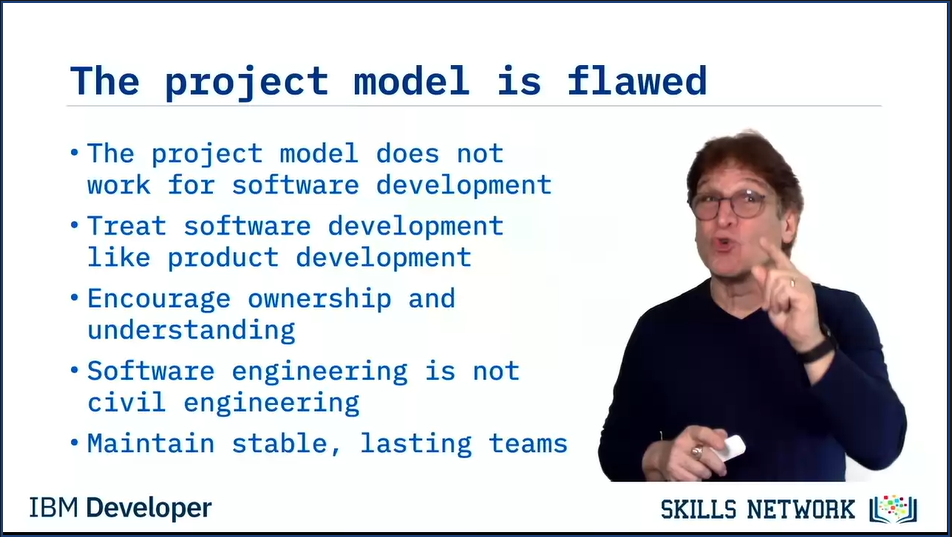 The project model is flawed
• The project model does not
work for software development
• Treat software development
like product development
• Encourage ownership and
understanding
• Software engineering is not
civil engineering
• Maintain stable, lasting teams
IBM Developer
SKILLS NETWORK